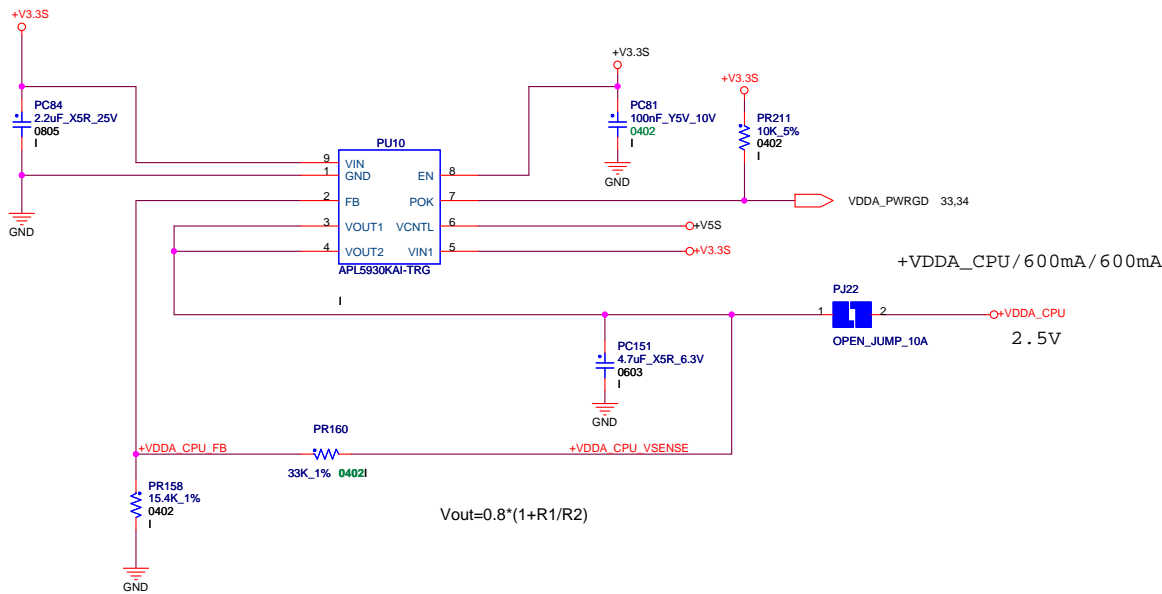 +V3.3S
PC84
2.2uF_X5R_25V
0805
I
GND
+V3.3S
PC81
100nF_Y5V_10V
0402
I
GND
+V3.3S
PR211
10K_5%
0402
I
PU10
9 VIN
1 GND
2 FB
3 VOUT1
4 VOUT2
EN 8
POK 7
VCNTL 6
VIN1 5
APL5930KAI-TRG
I
VDDA_PWRGD 33,34
+V5S
+V3.3S
+VDDA_CPU/600mA/600mA
PJ22
1 2
OPEN_JUMP_10A
+VDDA_CPU
2.5V
PC151
4.7uF_X5R_6.3V
0603
I
GND
+VDDA_CPU_FB
PR160
33K_1% 0402I
+VDDA_CPU_VSENSE
PR158
15.4K_1%
0402
I
GND
Vout=0.8*(1+R1/R2)